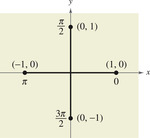 y
π/2 (0, 1)
(−1, 0) (1, 0)
x
π 0
3π/2 (0, −1)